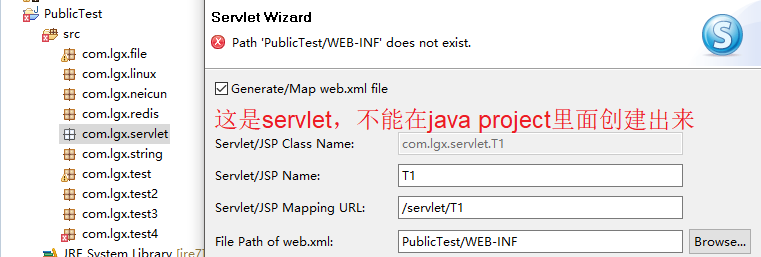 PublicTest
src
com.lgx.file
com.lgx.linux
com.lgx.neicun
com.lgx.redis
com.lgx.servlet
com.lgx.string
com.lgx.test
com.lgx.test2
com.lgx.test3
com.lgx.test4
JRE System Library [jre7]
Servlet Wizard
Path 'PublicTest/WEB-INF' does not exist.
S
Generate/Map web.xml file
这是servlet，不能在java project里面创建出来
Servlet/JSP Class Name: com.lgx.servlet.T1
Servlet/JSP Name: T1
Servlet/JSP Mapping URL: /servlet/T1
File Path of web.xml: PublicTest/WEB-INF Browse...